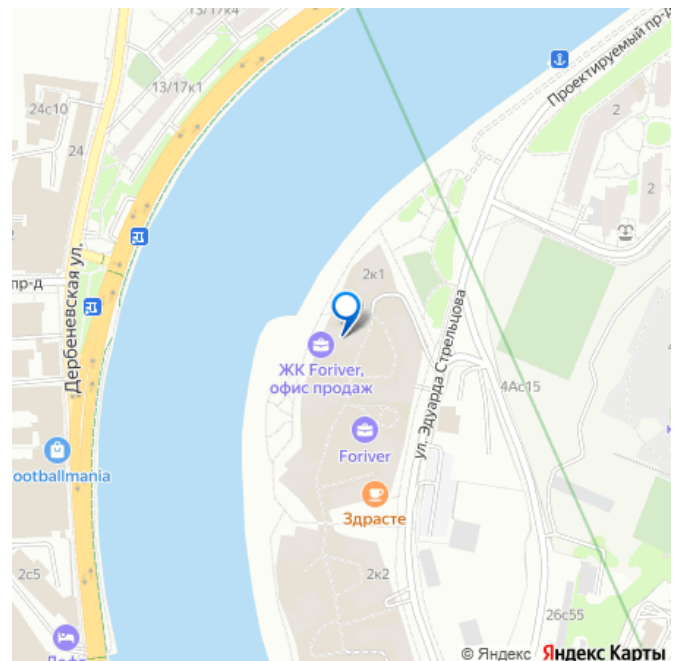 13/17к4
13/17к1
24с10
24
пр-д
Дербеневская ул.
ootballmania
2с5
2к1
ЖК Foriver,
офис продаж
Foriver
Здрасте
2к2
ул. Эдуарда Стрельцова
Проектируемый пр-д
2
2
4Ас15
26с55
© Яндекс Яндекс Карты